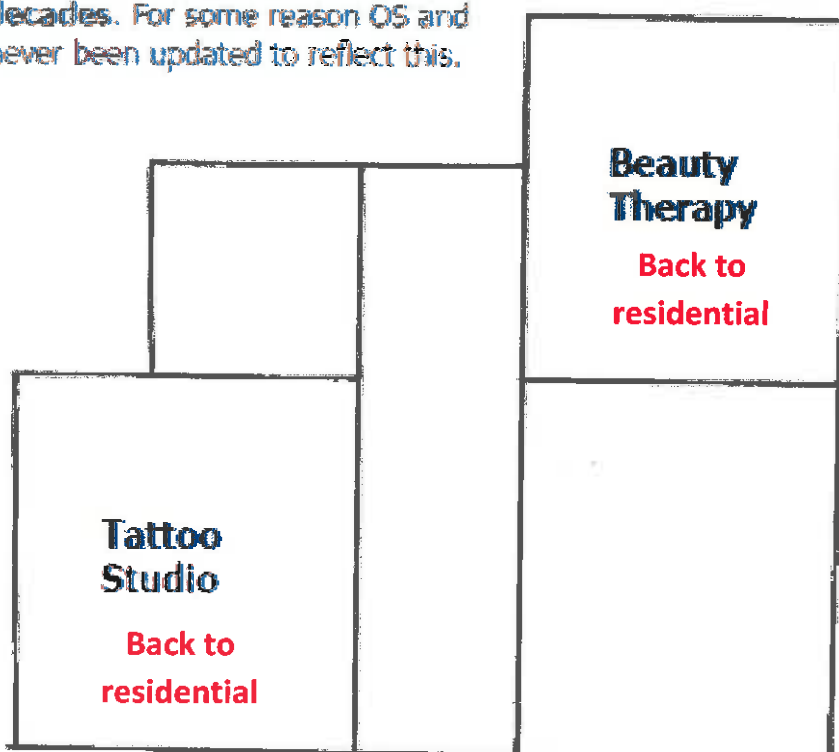 decades. For some reason OS and
never been updated to reflect this.
Beauty
Therapy
Back to
residential
Tattoo
Studio
Back to
residential